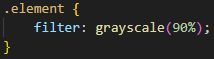 .element {
    filter: grayscale(90%);
}